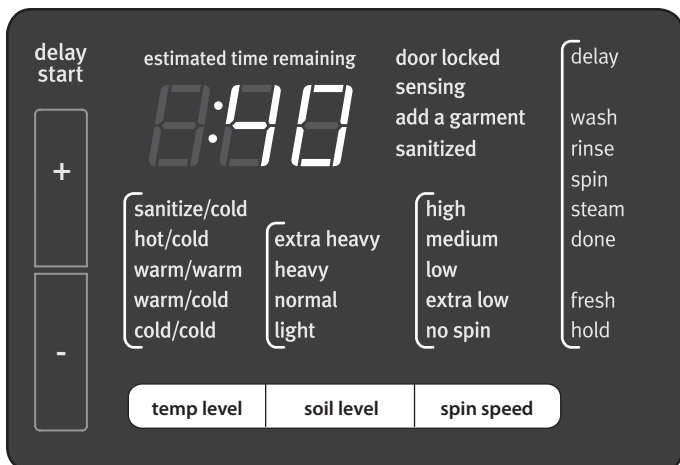 delay
start
+
-
estimated time remaining
:40
door locked
sensing
add a garment
sanitized
sanitize/cold
hot/cold
warm/warm
warm/cold
cold/cold
extra heavy
heavy
normal
light
high
medium
low
extra low
no spin
delay
wash
rinse
spin
steam
done
fresh
hold
temp level
soil level
spin speed